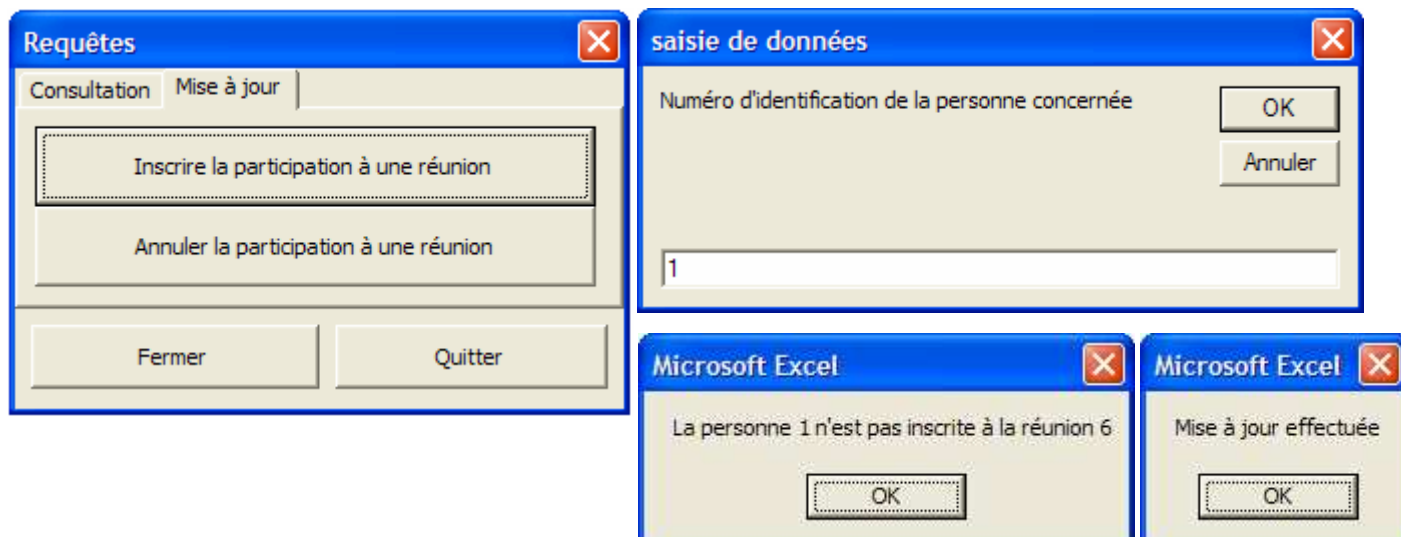 Requêtes
Consultation Mise à jour
Inscrire la participation à une réunion
Annuler la participation à une réunion
Fermer Quitter
saisie de données
Numéro d'identification de la personne concernée
OK
Annuler
1
Microsoft Excel
La personne 1 n'est pas inscrite à la réunion 6
OK
Microsoft Excel
Mise à jour effectuée
OK